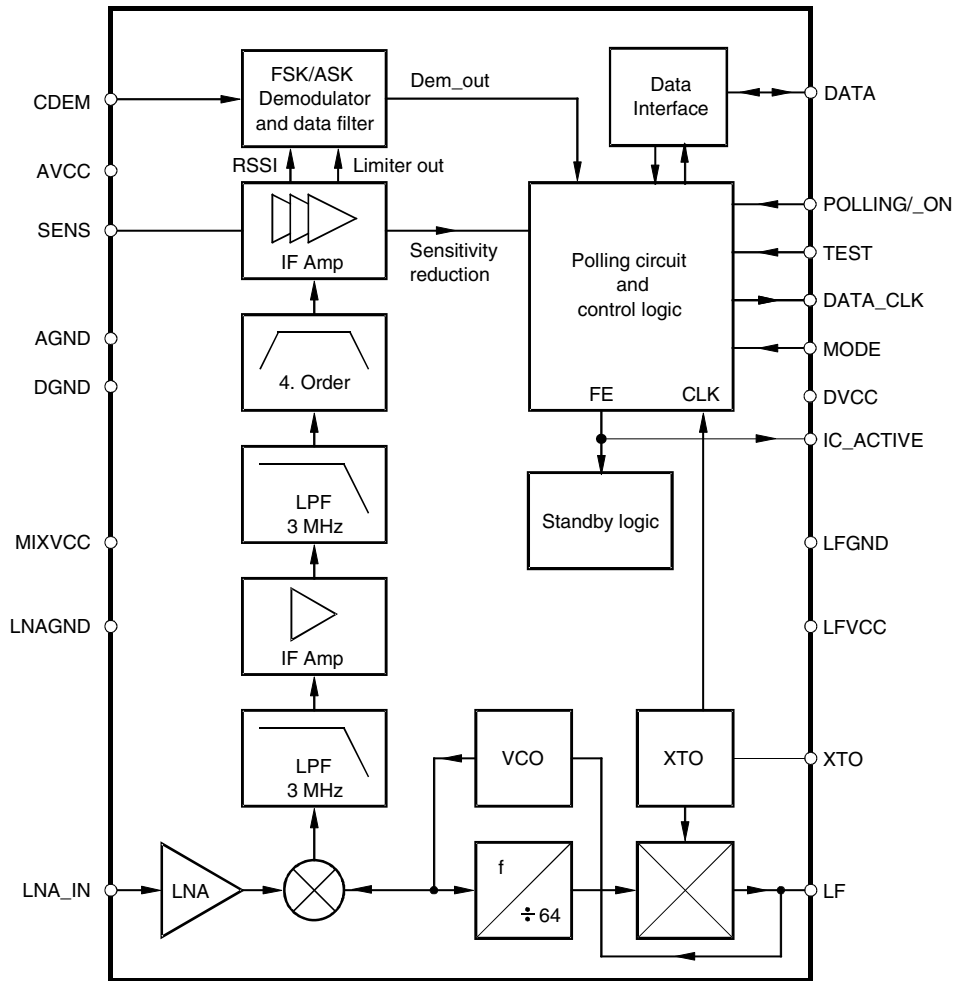 CDEM
AVCC
SENS
AGND
DGND
MIXVCC
LNAGND
LNA_IN
FSK/ASK
Demodulator
and data filter
Dem_out
RSSI
Limiter out
IF Amp
Sensitivity
reduction
4. Order
LPF
3 MHz
IF Amp
LPF
3 MHz
LNA
Data
Interface
Polling circuit
and
control logic
FE
CLK
Standby logic
VCO
XTO
f
÷ 64
DATA
POLLING/_ON
TEST
DATA_CLK
MODE
DVCC
IC_ACTIVE
LFGND
LFVCC
XTO
LF